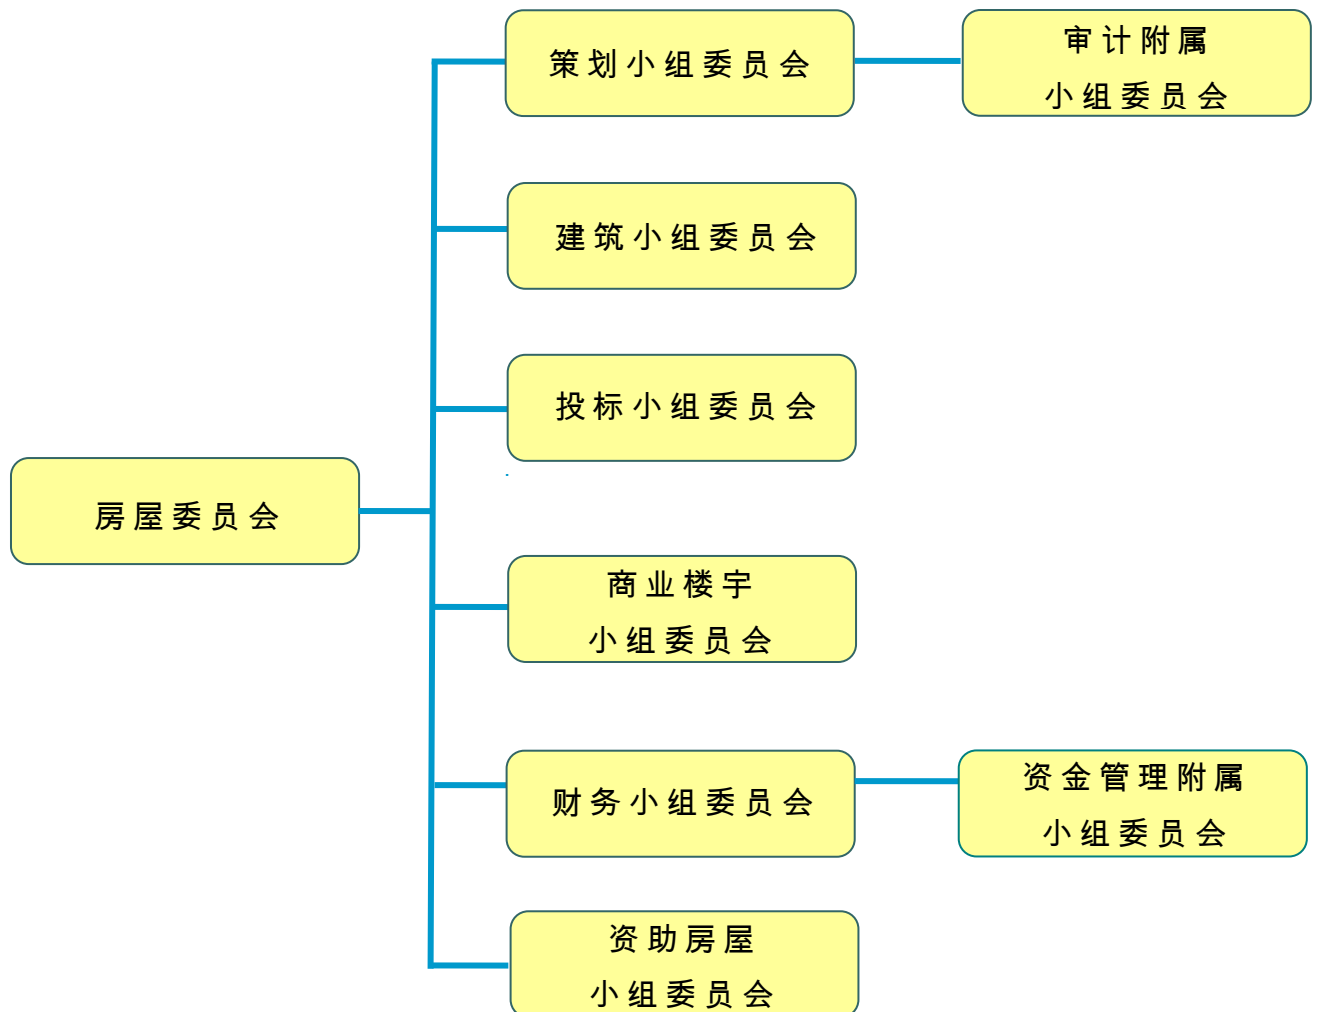 策划小组委员会
审计附属
小组委员会
建筑小组委员会
投标小组委员会
房屋委员会
商业楼宇
小组委员会
财务小组委员会
资金管理附属
小组委员会
资助房屋
小组委员会